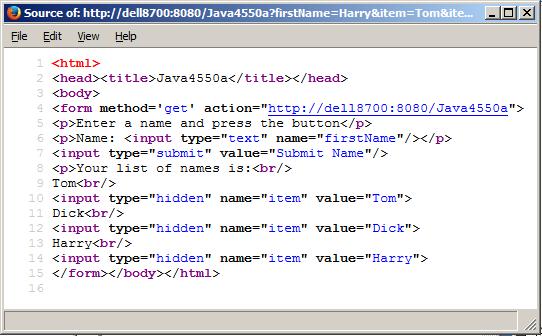 Source of: http://dell8700:8080/Java4550a?firstName=Harry&item=Tom&ite...
File Edit View Help
1 <html>
2 <head><title>Java4550a</title></head>
3 <body>
4 <form method='get' action="http://dell8700:8080/Java4550a">
5 <p>Enter a name and press the button</p>
6 <p>Name: <input type="text" name="firstName"/></p>
7 <input type="submit" value="Submit Name"/>
8 <p>Your list of names is:<br/>
9 Tom<br/>
10 <input type="hidden" name="item" value="Tom">
11 Dick<br/>
12 <input type="hidden" name="item" value="Dick">
13 Harry<br/>
14 <input type="hidden" name="item" value="Harry">
15 </form></body></html>
16